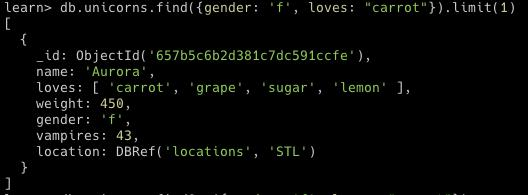 learn> db.unicorns.find({gender: 'f', loves: "carrot"}).limit(1)
[
  {
    _id: ObjectId('657b5c6b2d381c7dc591ccfe'),
    name: 'Aurora',
    loves: [ 'carrot', 'grape', 'sugar', 'lemon' ],
    weight: 450,
    gender: 'f',
    vampires: 43,
    location: DBRef('locations', 'STL')
  }
]